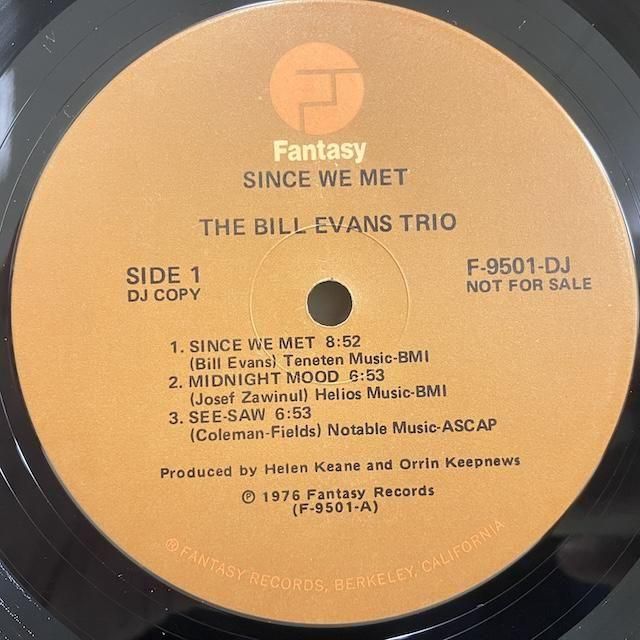 Fantasy
SINCE WE MET
THE BILL EVANS TRIO
SIDE 1
DJ COPY
F-9501-DJ
NOT FOR SALE
1. SINCE WE MET 8:52
(Bill Evans) Teneten Music-BMI
2. MIDNIGHT MOOD 6:53
(Josef Zawinul) Helios Music-BMI
3. SEE-SAW 6:53
(Coleman-Fields) Notable Music-ASCAP
Produced by Helen Keane and Orrin Keepnews
℗ 1976 Fantasy Records
(F-9501-A)
® FANTASY RECORDS, BERKELEY, CALIFORNIA